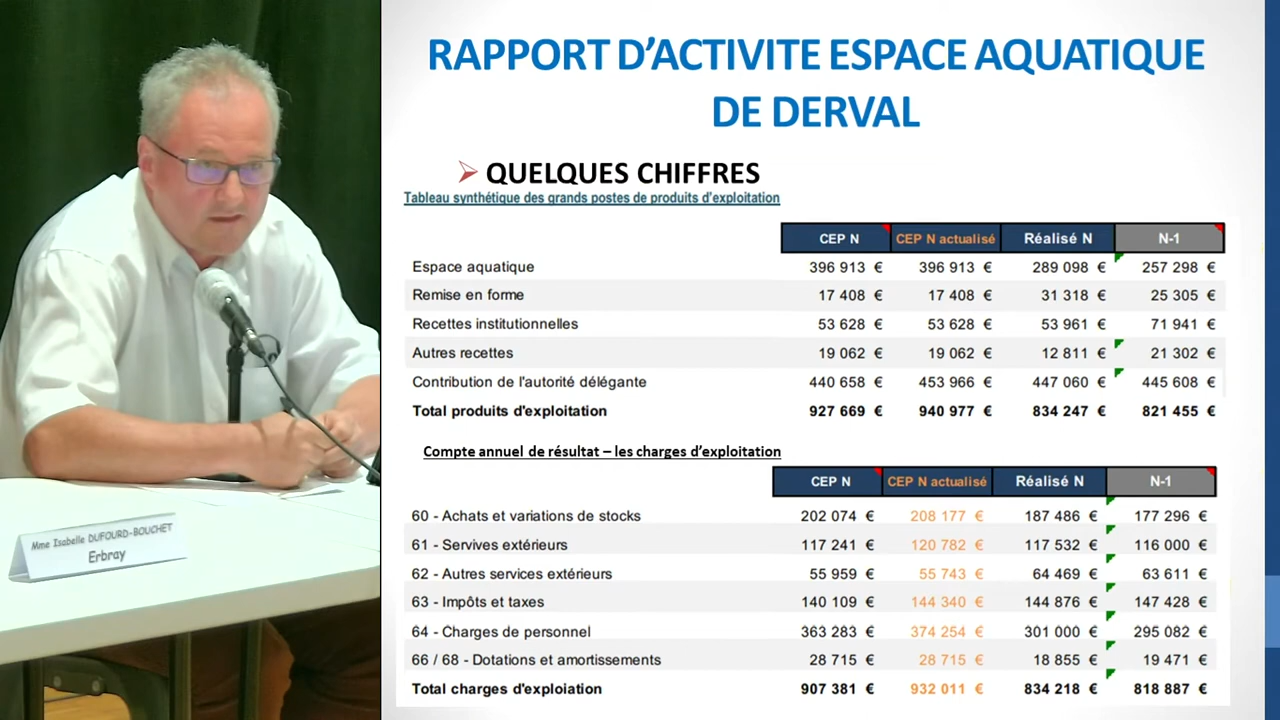 RAPPORT D'ACTIVITE ESPACE AQUATIQUE
DE DERVAL
QUELQUES CHIFFRES
Tableau synthétique des grands postes de produits d'exploitation
CEP N CEP N actualisé Réalisé N N-1
Espace aquatique 396 913 € 396 913 € 289 098 € 257 298 €
Remise en forme 17 408 € 17 408 € 31 318 € 25 305 €
Recettes institutionnelles 53 628 € 53 628 € 53 961 € 71 941 €
Autres recettes 19 062 € 19 062 € 12 811 € 21 302 €
Contribution de l'autorité délégante 440 658 € 453 966 € 447 060 € 445 608 €
Total produits d'exploitation 927 669 € 940 977 € 834 247 € 821 455 €
Compte annuel de résultat – les charges d'exploitation
CEP N CEP N actualisé Réalisé N N-1
60 - Achats et variations de stocks 202 074 € 208 177 € 187 486 € 177 296 €
61 - Servives extérieurs 117 241 € 120 782 € 117 532 € 116 000 €
62 - Autres services extérieurs 55 959 € 55 743 € 64 469 € 63 611 €
63 - Impôts et taxes 140 109 € 144 340 € 144 876 € 147 428 €
64 - Charges de personnel 363 283 € 374 254 € 301 000 € 295 082 €
66 / 68 - Dotations et amortissements 28 715 € 28 715 € 18 855 € 19 471 €
Total charges d'exploiation 907 381 € 932 011 € 834 218 € 818 887 €
Mme Isabelle DUFOURD-BOUCHET
Erbray